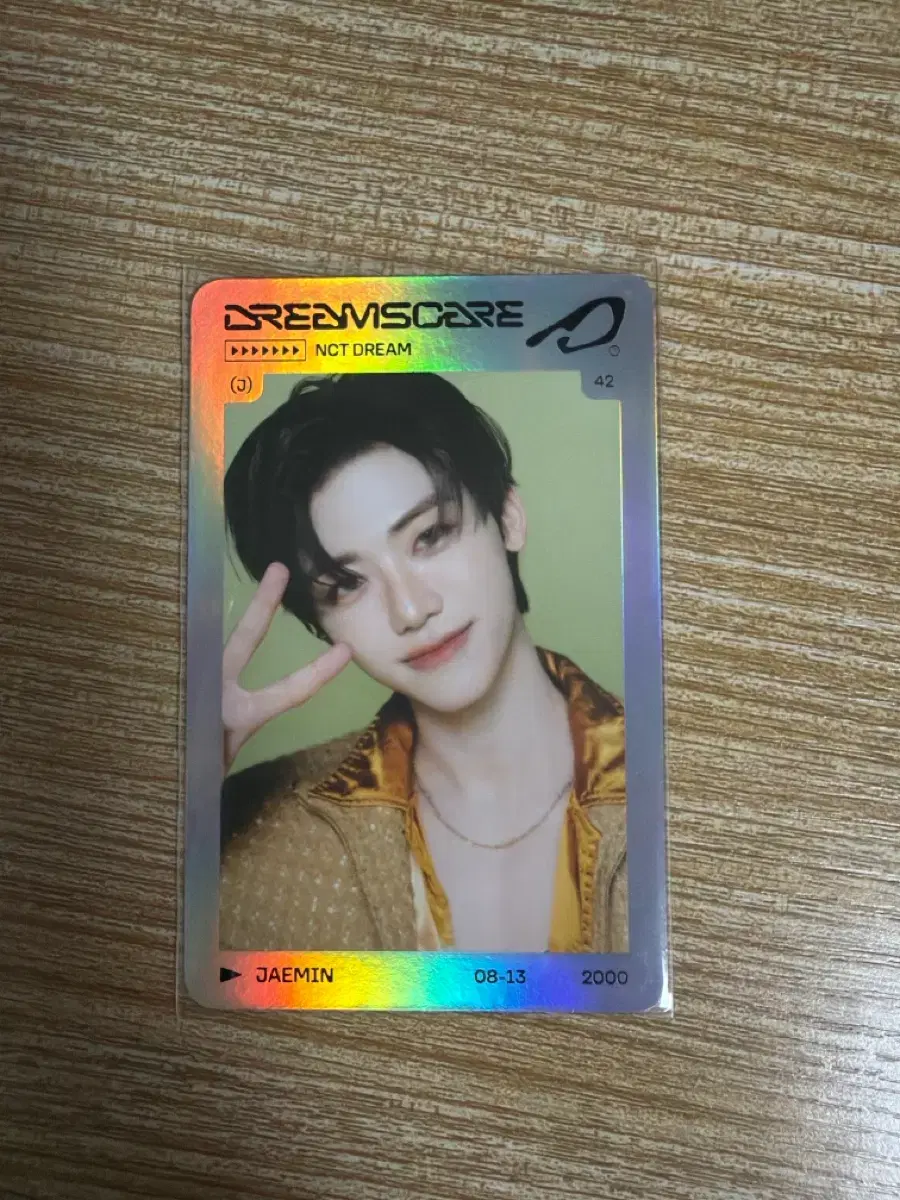 DREAMSCAPE
NCT DREAM
(J) 42
JAEMIN 08-13 2000